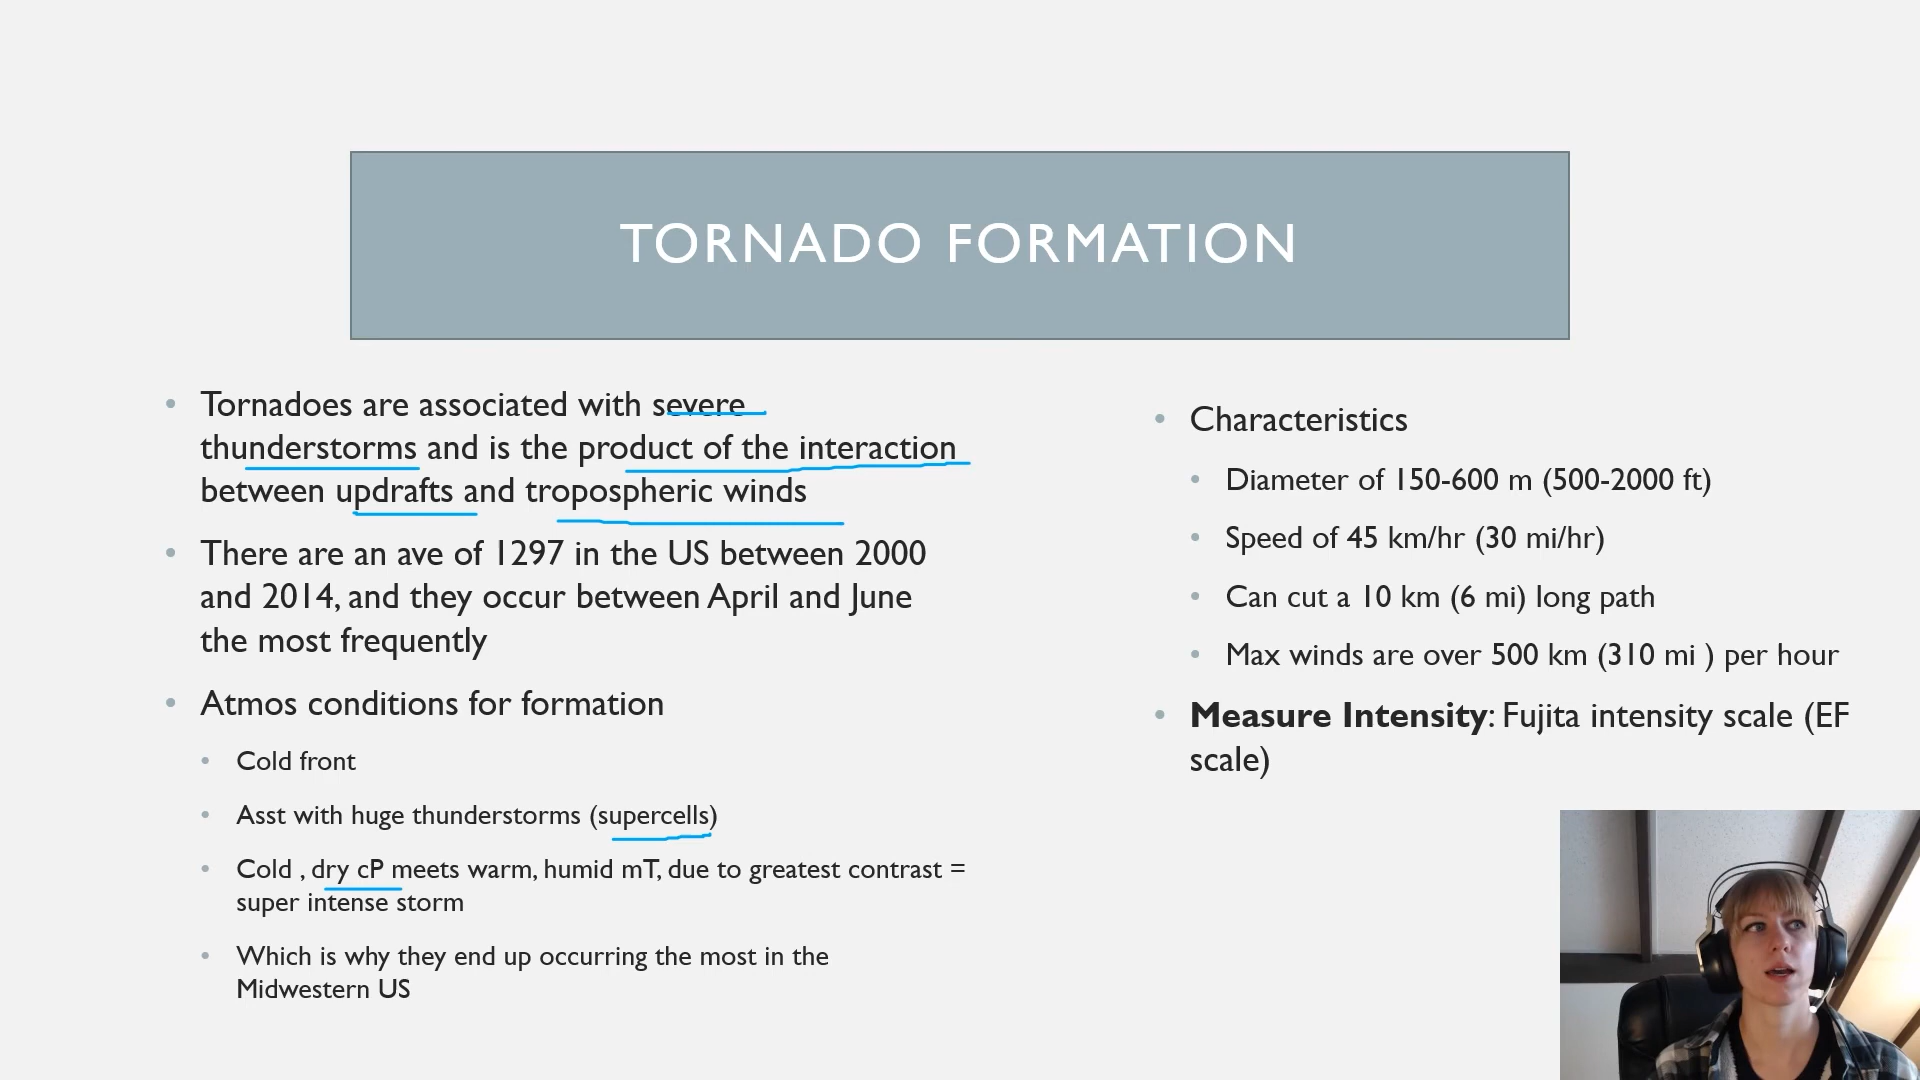 TORNADO FORMATION
• Tornadoes are associated with severe
thunderstorms and is the product of the interaction
between updrafts and tropospheric winds
• There are an ave of 1297 in the US between 2000
and 2014, and they occur between April and June
the most frequently
• Atmos conditions for formation
• Cold front
• Asst with huge thunderstorms (supercells)
• Cold , dry cP meets warm, humid mT, due to greatest contrast =
super intense storm
• Which is why they end up occurring the most in the
Midwestern US
• Characteristics
• Diameter of 150-600 m (500-2000 ft)
• Speed of 45 km/hr (30 mi/hr)
• Can cut a 10 km (6 mi) long path
• Max winds are over 500 km (310 mi ) per hour
• Measure Intensity: Fujita intensity scale (EF
scale)